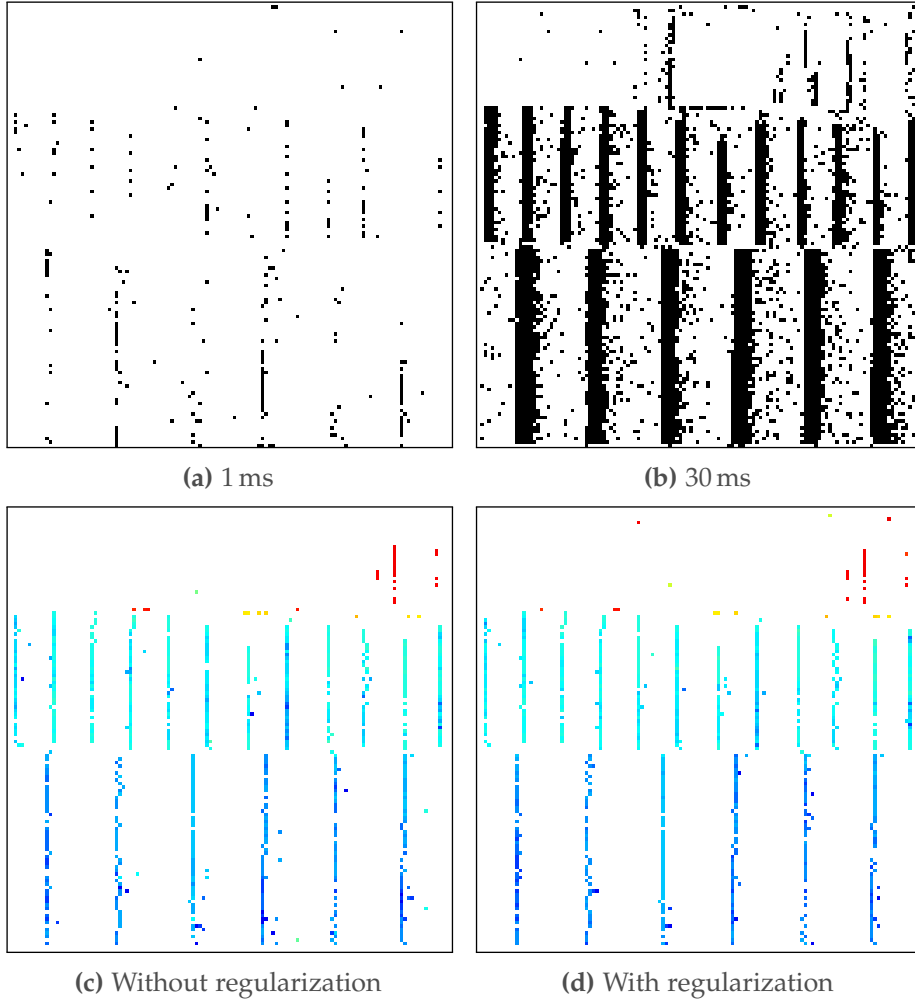 (a) 1 ms
(b) 30 ms
(c) Without regularization
(d) With regularization